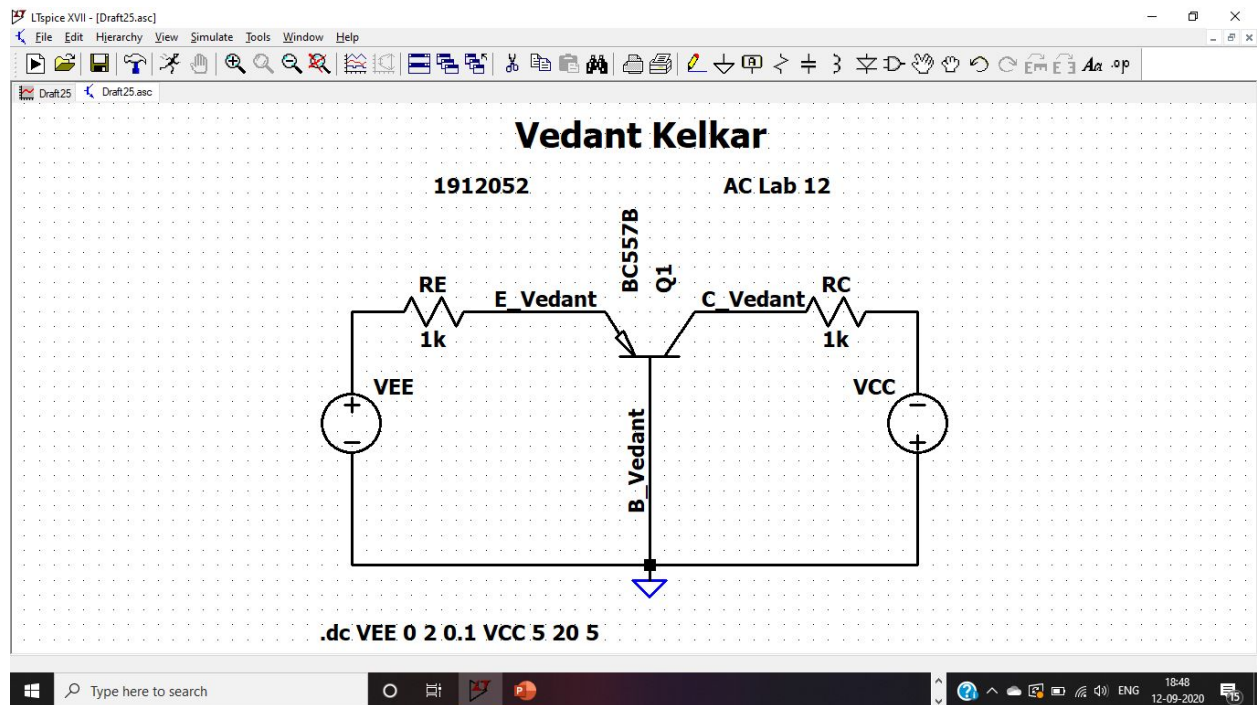 LTspice XVII - [Draft25.asc]
File Edit Hierarchy View Simulate Tools Window Help
Draft25 Draft25.asc
Vedant Kelkar
1912052 AC Lab 12
BC557B
Q1
RE
1k
E_Vedant
C_Vedant
RC
1k
VEE
+
-
VCC
-
+
B_Vedant
.dc VEE 0 2 0.1 VCC 5 20 5
Type here to search
ENG
18:48
12-09-2020
15